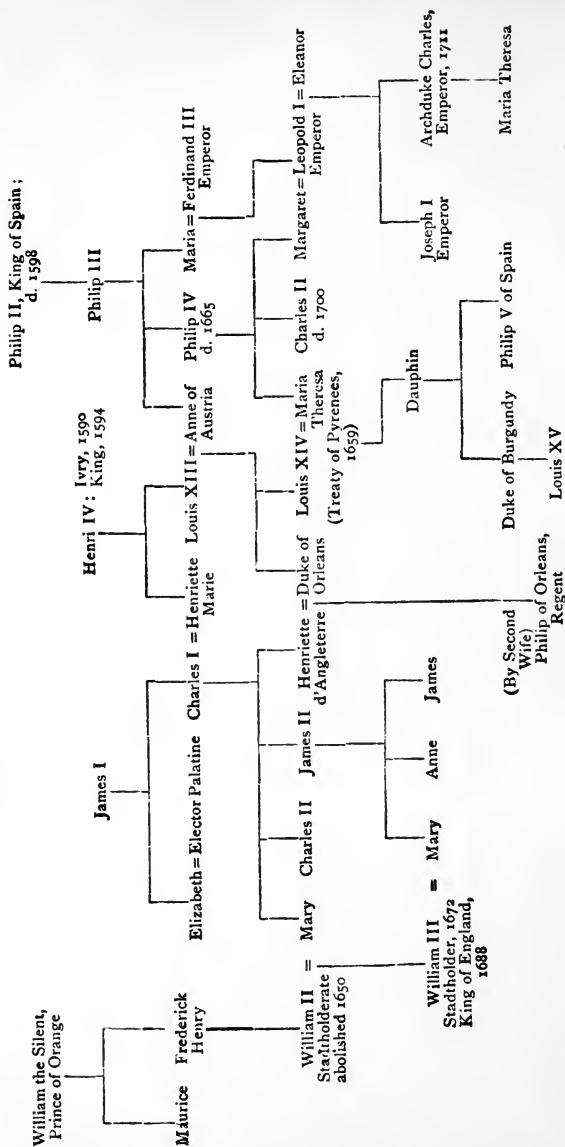 William the Silent,
Prince of Orange
Maurice Frederick
Henry
William II = Mary Charles II James II Henriette = Duke of
Stadtholderate
abolished 1650
d'Angleterre Orleans
William III = Mary Anne James
Stadtholder, 1672
King of England,
1688
James I
Elizabeth = Elector Palatine Charles I = Henriette
Marie
Henri IV: Ivry, 1590
King, 1594
Louis XIII = Anne of
Austria
Louis XIV = Maria
Theresa
(Treaty of Pyrenees,
1659)
(By Second
Wife)
Philip of Orleans,
Regent
Dauphin
Duke of Burgundy Philip V of Spain
Louis XV
Philip II, King of Spain;
d. 1598
Philip III
Philip IV
d. 1665
Maria = Ferdinand III
Emperor
Charles II
d. 1700
Margaret = Leopold I = Eleanor
Emperor
Joseph I
Emperor
Archduke Charles,
Emperor, 1711
Maria Theresa